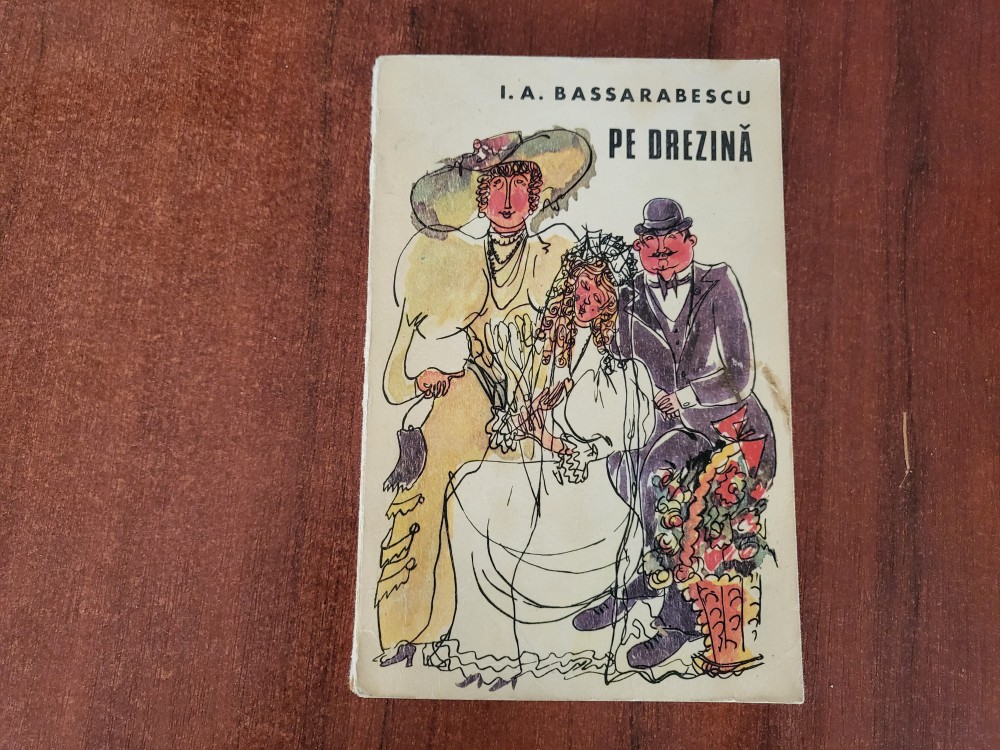 I. A. BASSARABESCU
PE DREZINĂ